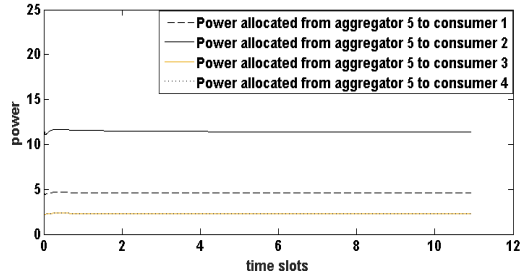 25
20
15
10
5
0
power
Power allocated from aggregator 5 to consumer 1
Power allocated from aggregator 5 to consumer 2
Power allocated from aggregator 5 to consumer 3
Power allocated from aggregator 5 to consumer 4
0 2 4 6 8 10 12
time slots